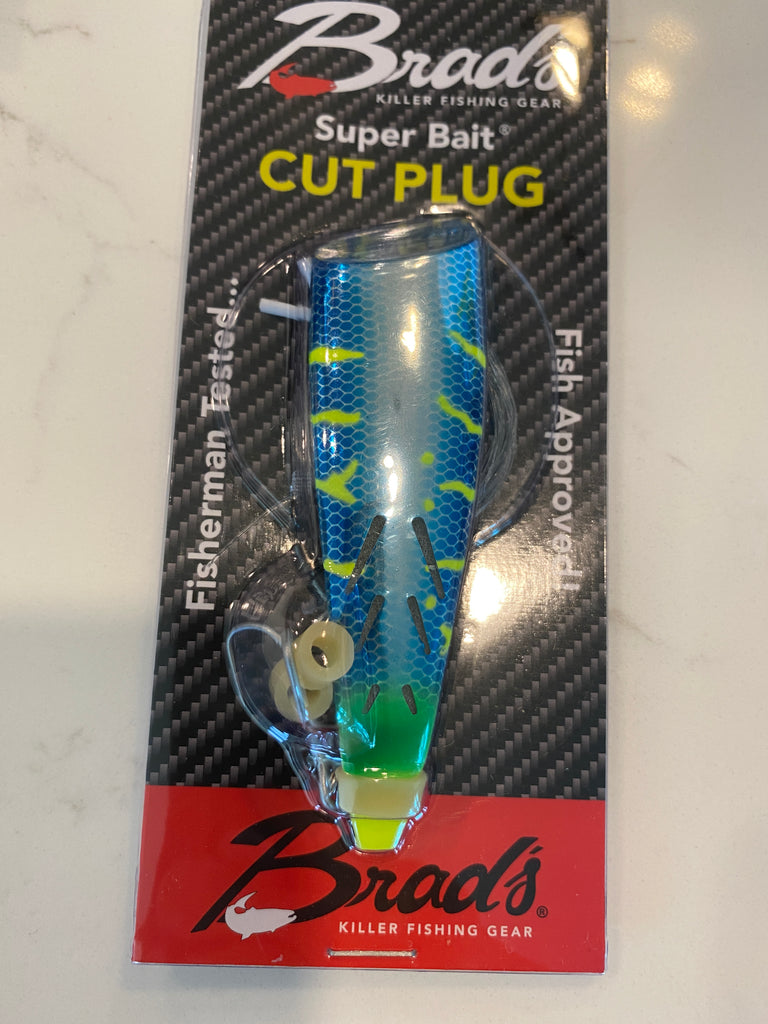 Brad's
KILLER FISHING GEAR
Super Bait®
CUT PLUG
Fisherman Tested...
Fish Approved!!
Brad's®
KILLER FISHING GEAR